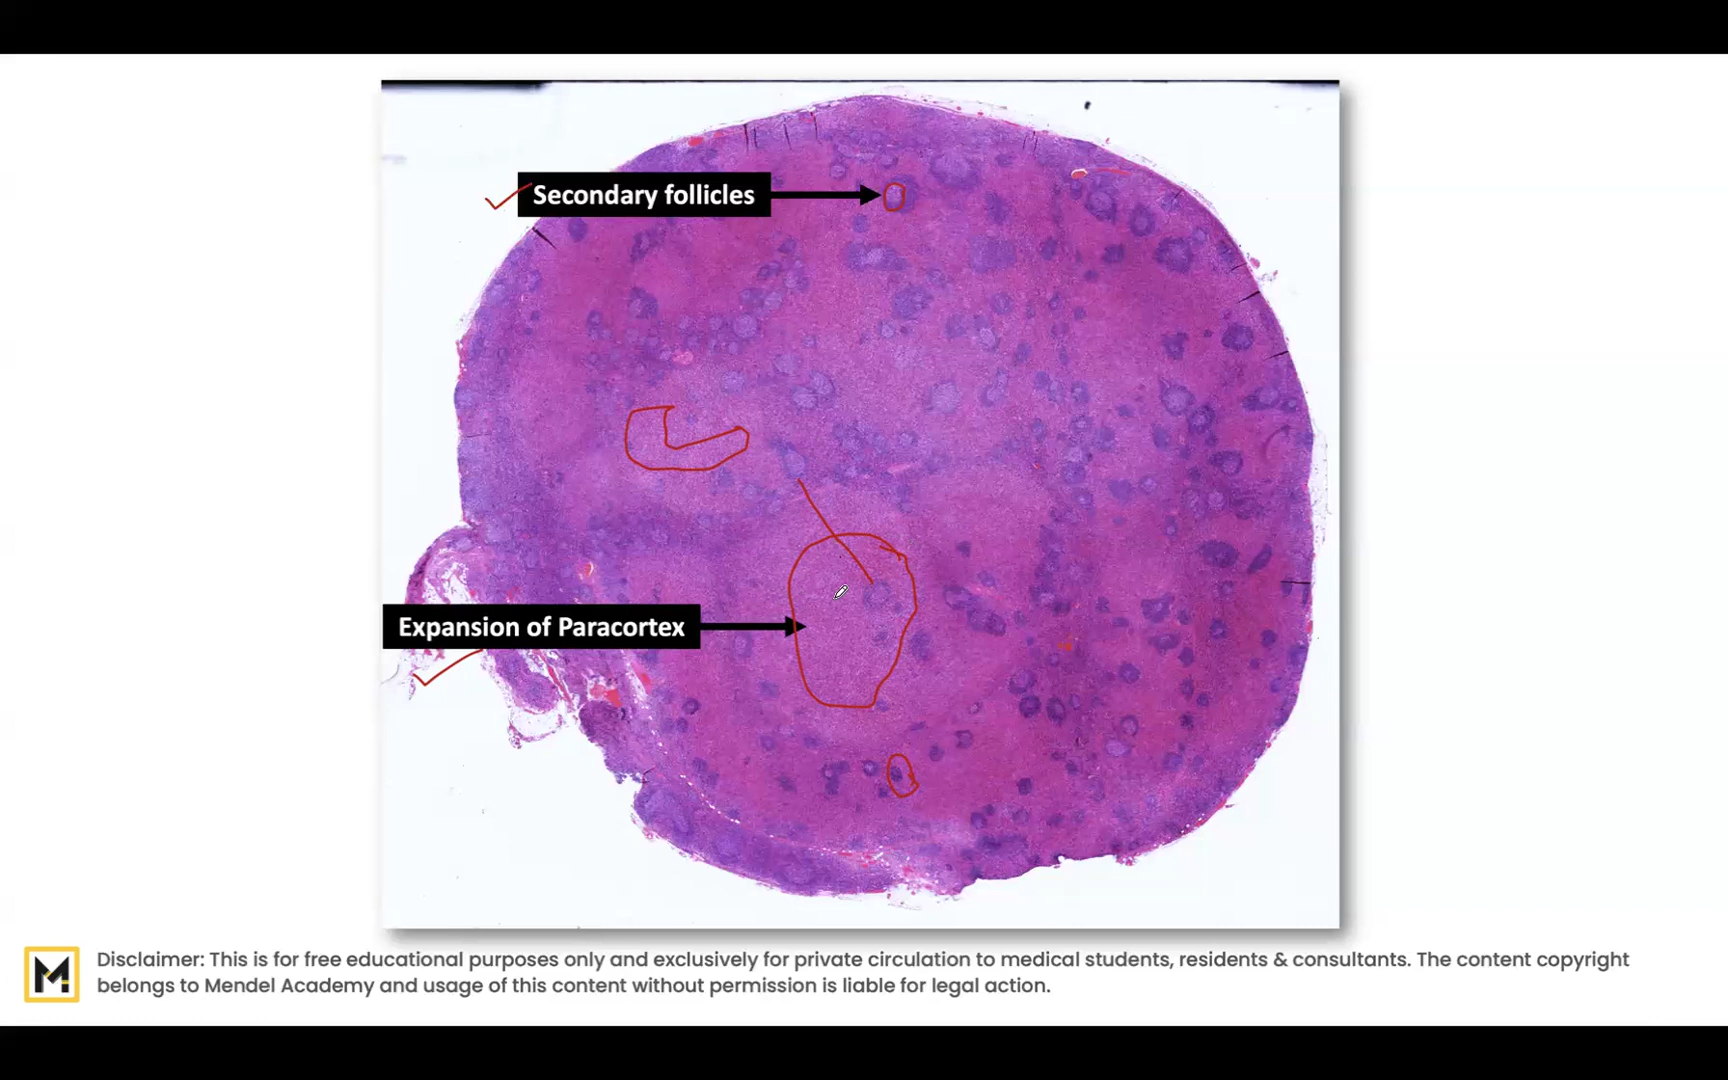 Secondary follicles
Expansion of Paracortex
M
Disclaimer: This is for free educational purposes only and exclusively for private circulation to medical students, residents & consultants. The content copyright
belongs to Mendel Academy and usage of this content without permission is liable for legal action.